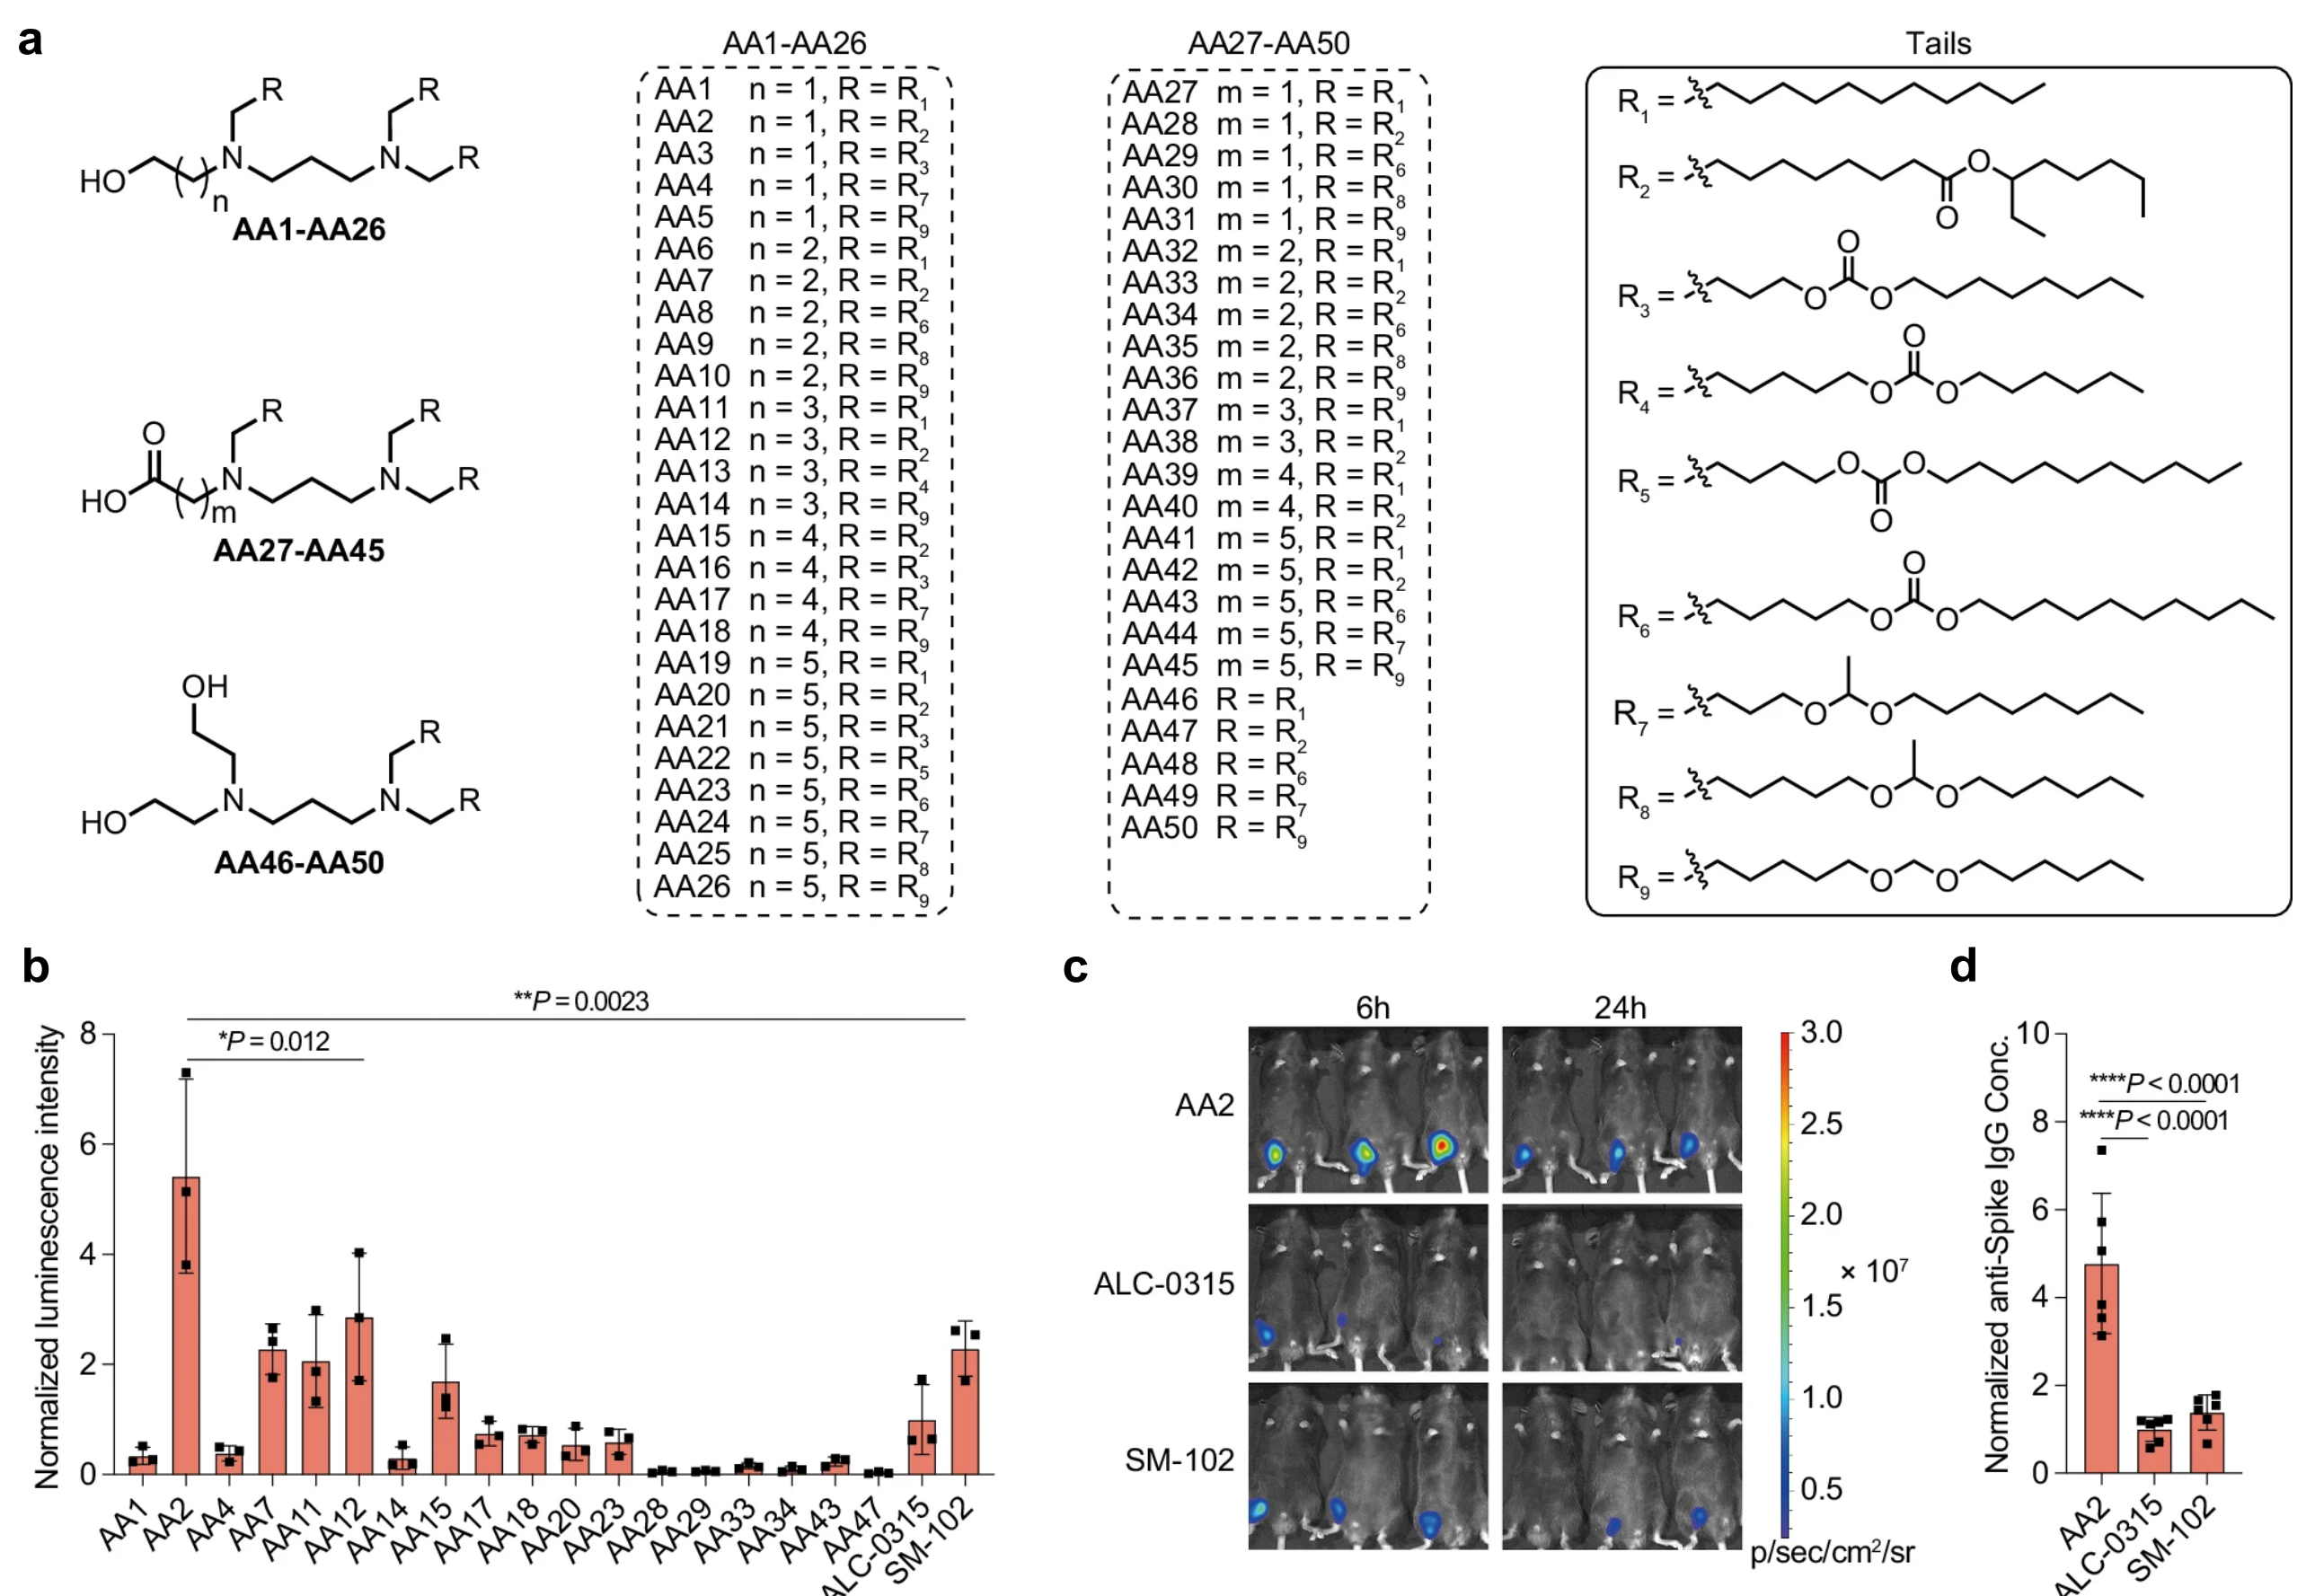 a
AA1-AA26
AA27-AA50
Tails
R
R
HO
N
N
R
n
AA1-AA26
O
R
R
HO
N
N
R
m
AA27-AA45
OH
R
HO
N
N
R
AA46-AA50
AA1 n = 1, R = R1
AA2 n = 1, R = R2
AA3 n = 1, R = R3
AA4 n = 1, R = R7
AA5 n = 1, R = R9
AA6 n = 2, R = R1
AA7 n = 2, R = R2
AA8 n = 2, R = R6
AA9 n = 2, R = R8
AA10 n = 2, R = R9
AA11 n = 3, R = R1
AA12 n = 3, R = R2
AA13 n = 3, R = R4
AA14 n = 3, R = R9
AA15 n = 4, R = R2
AA16 n = 4, R = R3
AA17 n = 4, R = R7
AA18 n = 4, R = R9
AA19 n = 5, R = R1
AA20 n = 5, R = R2
AA21 n = 5, R = R3
AA22 n = 5, R = R5
AA23 n = 5, R = R6
AA24 n = 5, R = R7
AA25 n = 5, R = R8
AA26 n = 5, R = R9
AA27 m = 1, R = R1
AA28 m = 1, R = R2
AA29 m = 1, R = R6
AA30 m = 1, R = R8
AA31 m = 1, R = R9
AA32 m = 2, R = R1
AA33 m = 2, R = R2
AA34 m = 2, R = R6
AA35 m = 2, R = R8
AA36 m = 2, R = R9
AA37 m = 3, R = R1
AA38 m = 3, R = R2
AA39 m = 4, R = R1
AA40 m = 4, R = R2
AA41 m = 5, R = R1
AA42 m = 5, R = R2
AA43 m = 5, R = R6
AA44 m = 5, R = R7
AA45 m = 5, R = R9
AA46 R = R1
AA47 R = R2
AA48 R = R6
AA49 R = R7
AA50 R = R9
R1 =
R2 = O O
R3 = O O O
R4 = O O O
R5 = O O O
R6 = O O O
R7 = O O
R8 = O O
R9 = O O
b
**P = 0.0023
*P = 0.012
Normalized luminescence intensity
8
6
4
2
0
AA1
AA2
AA4
AA7
AA11
AA12
AA14
AA15
AA17
AA18
AA20
AA23
AA28
AA29
AA33
AA34
AA43
AA47
ALC-0315
SM-102
c
6h
24h
AA2
ALC-0315
SM-102
3.0
2.5
2.0
× 10⁷
1.5
1.0
0.5
p/sec/cm²/sr
d
Normalized anti-Spike IgG Conc.
10
8
6
4
2
0
****P < 0.0001
****P < 0.0001
AA2
ALC-0315
SM-102